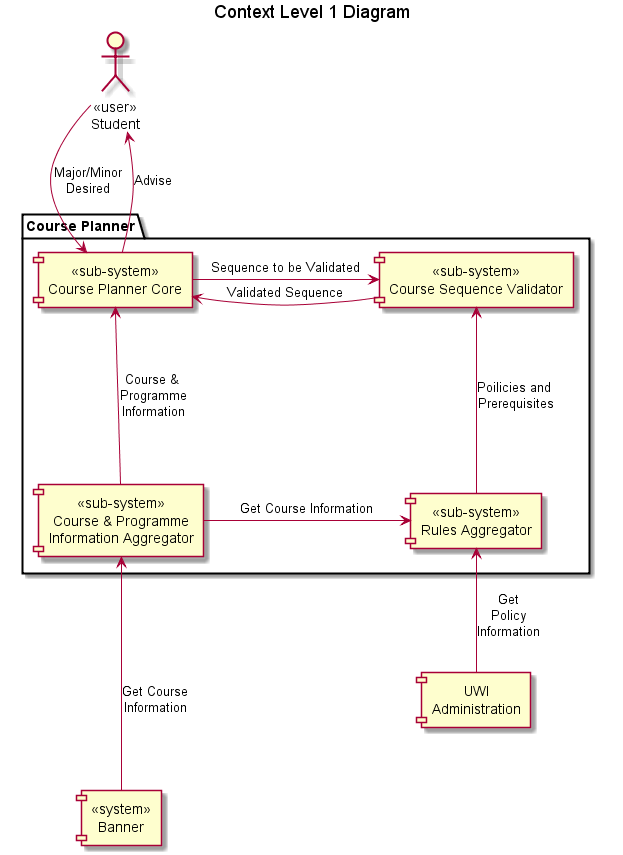 Context Level 1 Diagram
«user»
Student
Major/Minor
Desired
Advise
Course Planner
«sub-system»
Course Planner Core
Sequence to be Validated
Validated Sequence
«sub-system»
Course Sequence Validator
Course &
Programme
Information
Poilicies and
Prerequisites
«sub-system»
Course & Programme
Information Aggregator
Get Course Information
«sub-system»
Rules Aggregator
Get
Policy
Information
UWI
Administration
Get Course
Information
«system»
Banner